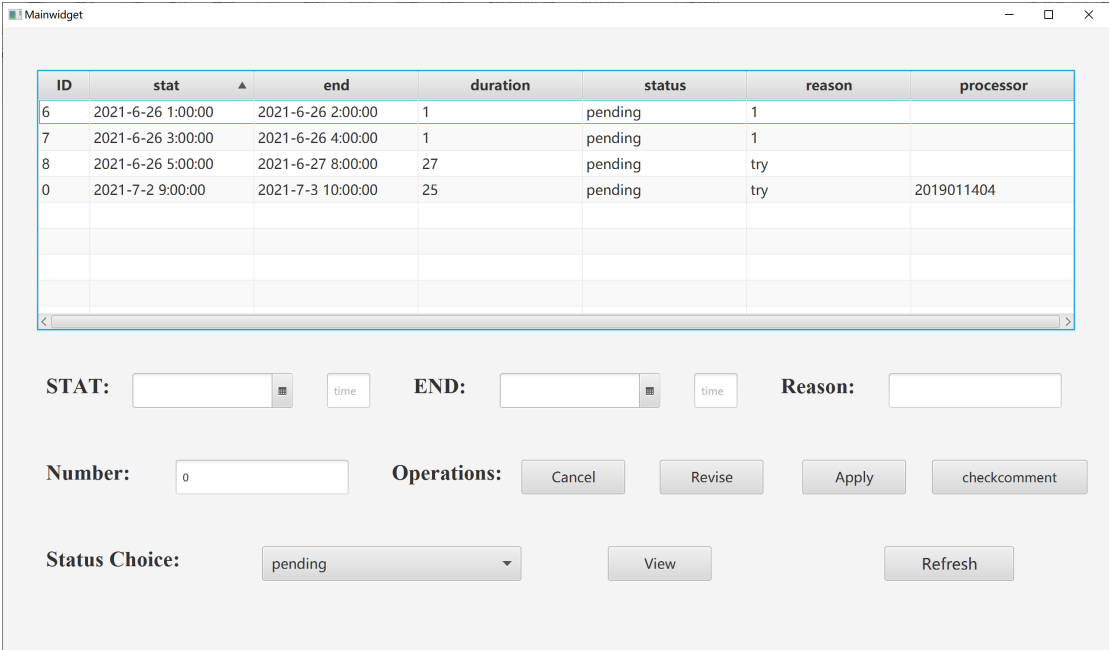 Mainwidget
ID stat end duration status reason processor
6 2021-6-26 1:00:00 2021-6-26 2:00:00 1 pending 1
7 2021-6-26 3:00:00 2021-6-26 4:00:00 1 pending 1
8 2021-6-26 5:00:00 2021-6-27 8:00:00 27 pending try
0 2021-7-2 9:00:00 2021-7-3 10:00:00 25 pending try 2019011404
STAT: time END: time Reason:
Number: 0 Operations: Cancel Revise Apply checkcomment
Status Choice: pending View Refresh